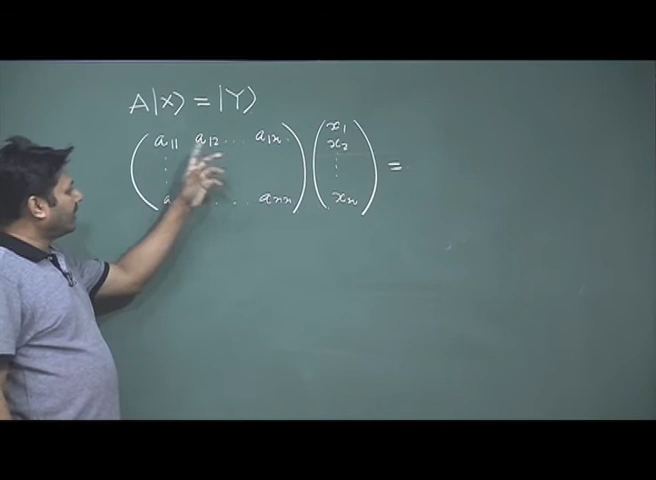 A|x⟩ = |Y⟩
a11 a12 ... a1n x1
x2 =
a ... ann xn